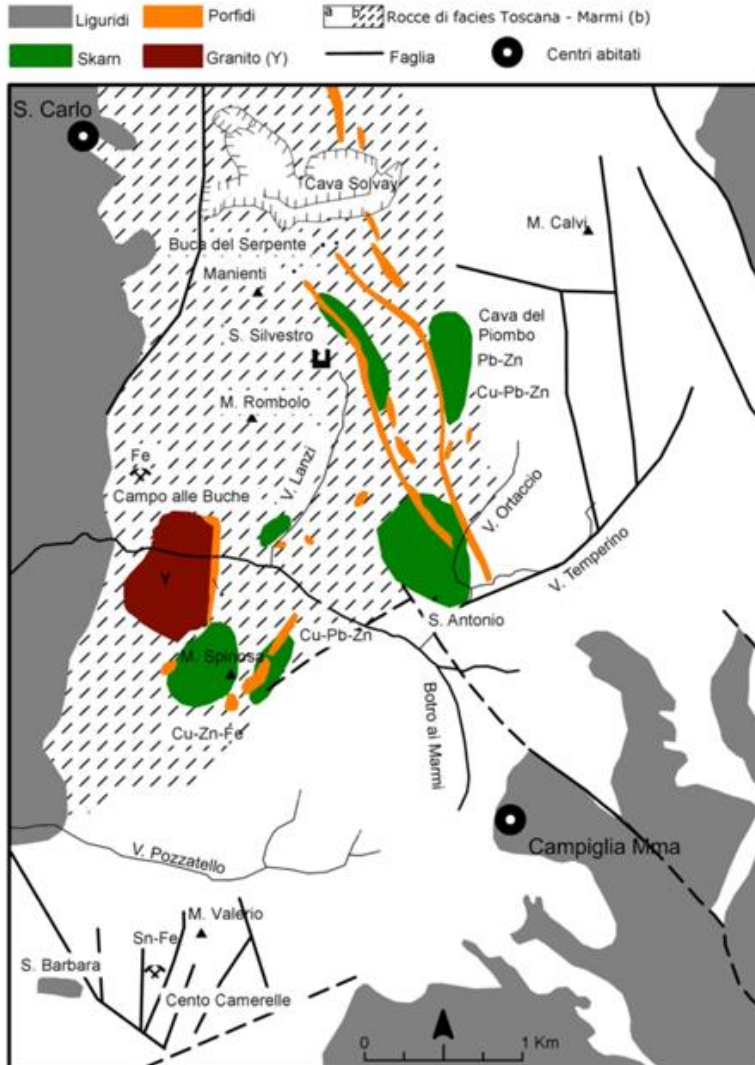 Liguridi
Porfidi
a b Rocce di facies Toscana - Marmi (b)
Skarn
Granito (Y)
Faglia
Centri abitati
S. Carlo
Cava Solvay
M. Calvi
Buca del Serpente
Manienti
Cava del
Piombo
S. Silvestro
Pb-Zn
Cu-Pb-Zn
M. Rombolo
Fe
V. Lanzi
Campo alle Buche
V. Ortaccio
V. Temperino
Y
S. Antonio
Cu-Pb-Zn
M. Spinosa
Botro ai Marmi
Cu-Zn-Fe
Campiglia Mma
V. Pozzatello
M. Valerio
Sn-Fe
S. Barbara
Cento Camerelle
0 1 Km